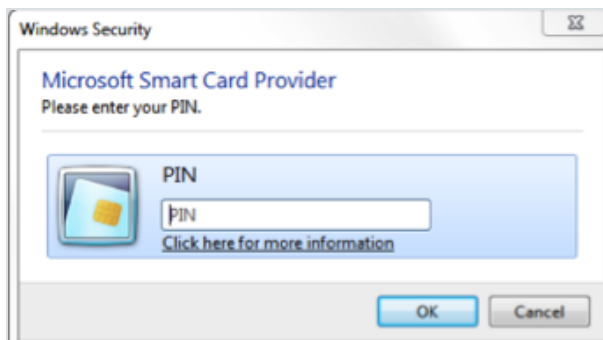 Windows Security
Microsoft Smart Card Provider
Please enter your PIN.
PIN
PIN
Click here for more information
OK
Cancel